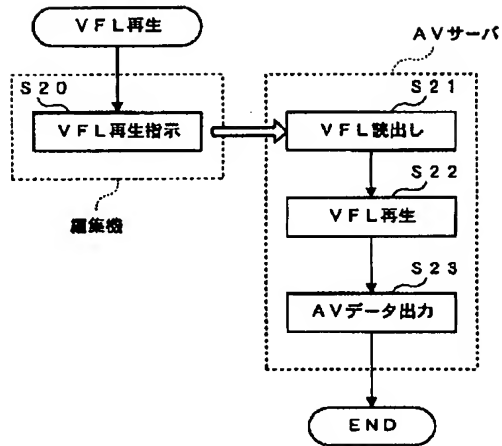 VFL再生
AVサーバ
S20
VFL再生指示
編集機
S21
VFL読出し
S22
VFL再生
S23
AVデータ出力
END